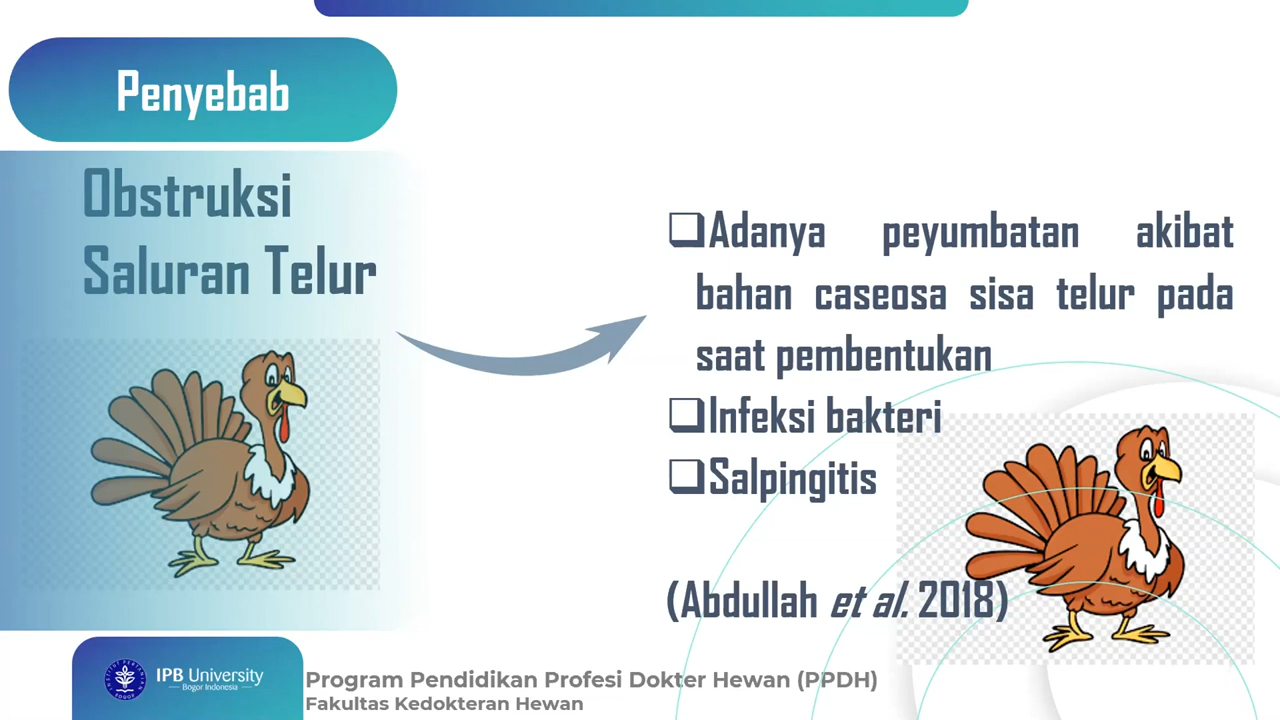 Penyebab
Obstruksi
Saluran Telur
❑Adanya peyumbatan akibat
bahan caseosa sisa telur pada
saat pembentukan
❑Infeksi bakteri
❑Salpingitis
(Abdullah et al. 2018)
IPB University
Bogor Indonesia
Program Pendidikan Profesi Dokter Hewan (PPDH)
Fakultas Kedokteran Hewan